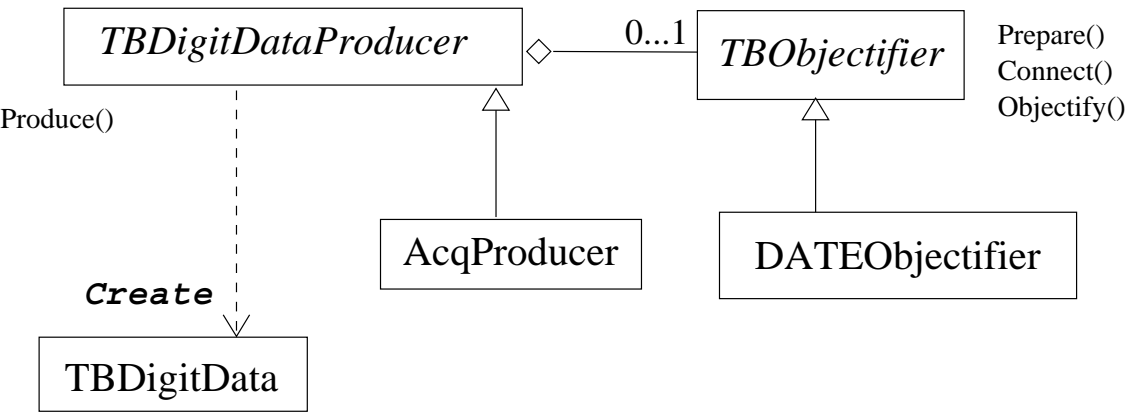 TBDigitDataProducer
0...1
TBObjectifier
Prepare()
Connect()
Objectify()
Produce()
AcqProducer
DATEObjectifier
Create
TBDigitData